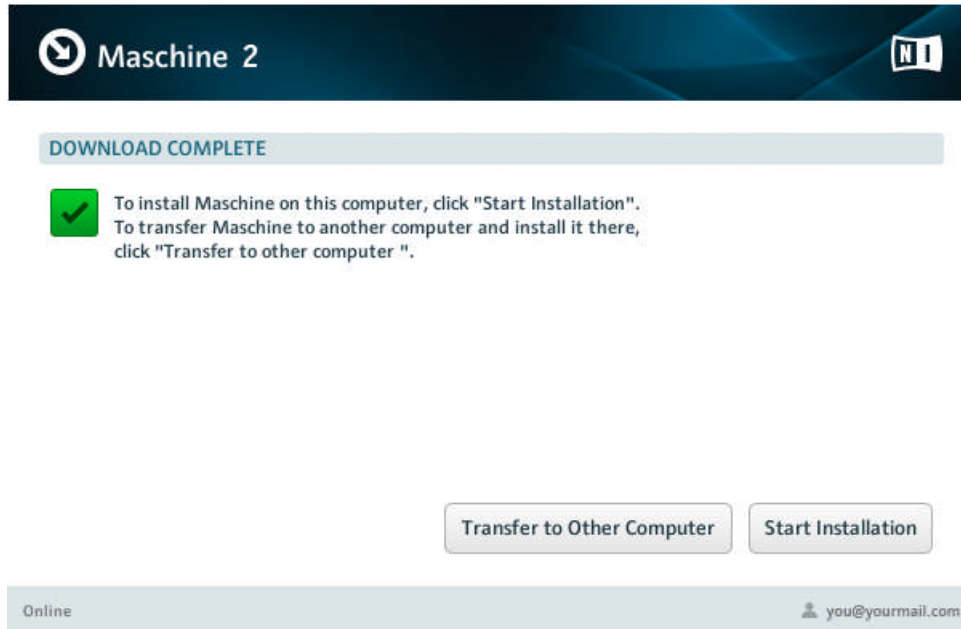 Maschine 2
NI
DOWNLOAD COMPLETE
To install Maschine on this computer, click "Start Installation".
To transfer Maschine to another computer and install it there,
click "Transfer to other computer ".
Transfer to Other Computer
Start Installation
Online
you@yourmail.com